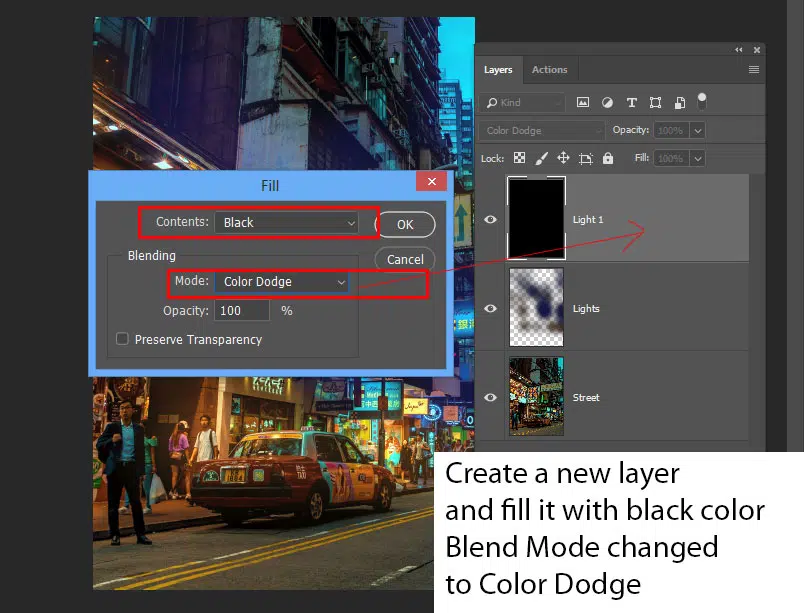 Layers
Actions
Kind
Color Dodge
Opacity: 100%
Lock:
Fill: 100%
Fill
Contents: Black
OK
Light 1
Blending
Cancel
Mode: Color Dodge
Opacity: 100 %
Lights
Preserve Transparency
Street
TAXI
Create a new layer
and fill it with black color
Blend Mode changed
to Color Dodge